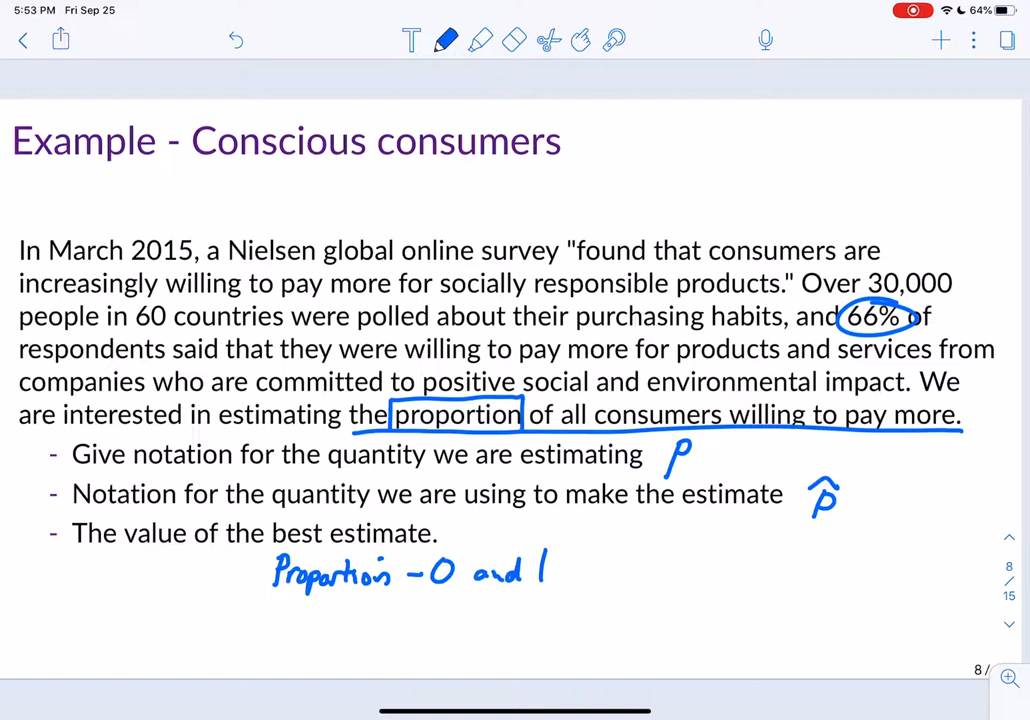 5:53 PM Fri Sep 25
64%
T
Example - Conscious consumers
In March 2015, a Nielsen global online survey "found that consumers are
increasingly willing to pay more for socially responsible products." Over 30,000
people in 60 countries were polled about their purchasing habits, and 66% of
respondents said that they were willing to pay more for products and services from
companies who are committed to positive social and environmental impact. We
are interested in estimating the proportion of all consumers willing to pay more.
- Give notation for the quantity we are estimating p
- Notation for the quantity we are using to make the estimate p̂
- The value of the best estimate.
Proportion - 0 and 1
8
/
15
8 /